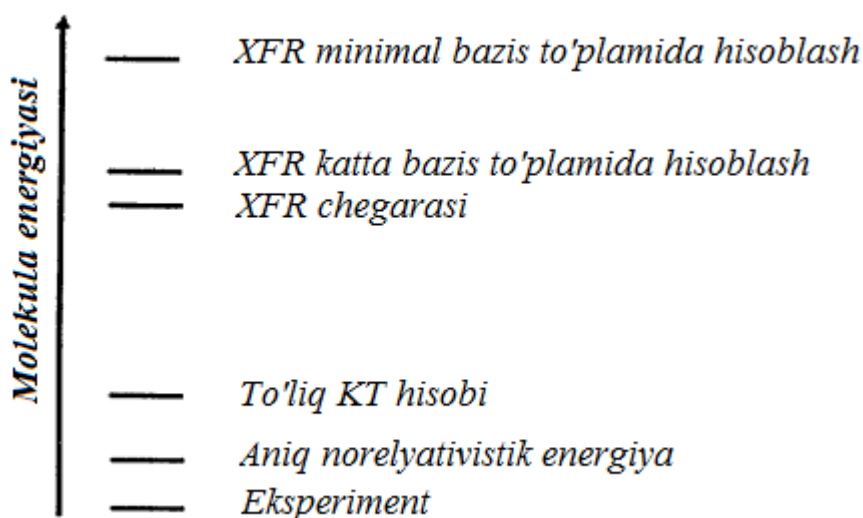 Molekula energiyasi
XFR minimal bazis to'plamida hisoblash
XFR katta bazis to'plamida hisoblash
XFR chegarasi
To'liq KT hisobi
Aniq norelyativistik energiya
Eksperiment